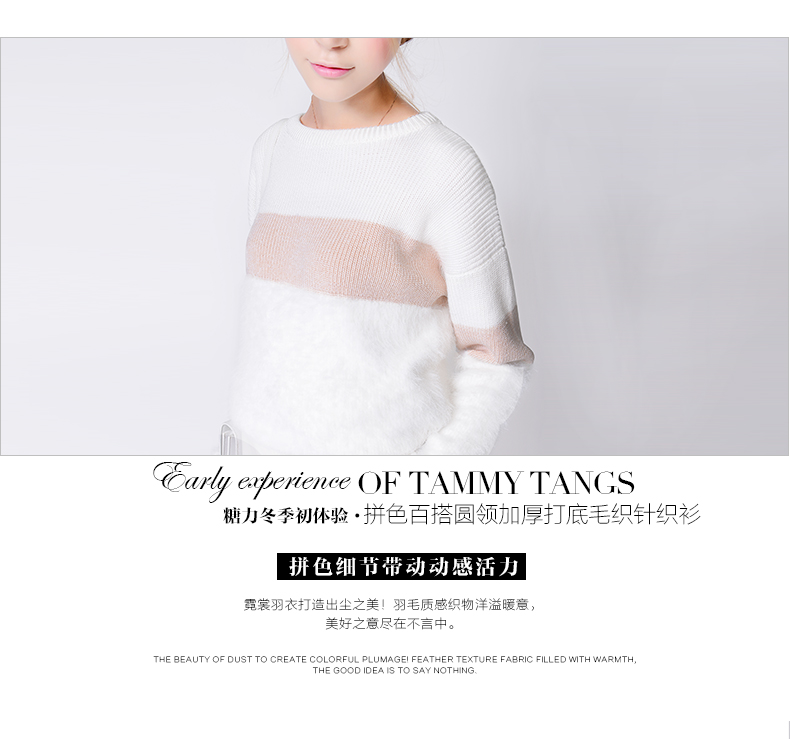 Early experience OF TAMMY TANGS
糖力冬季初体验·拼色百搭圆领加厚打底毛织针织衫
拼色细节带动动感活力
霓裳羽衣打造出尘之美！羽毛质感织物洋溢暖意，
美好之意尽在不言中。
THE BEAUTY OF DUST TO CREATE COLORFUL PLUMAGE! FEATHER TEXTURE FABRIC FILLED WITH WARMTH,
THE GOOD IDEA IS TO SAY NOTHING.